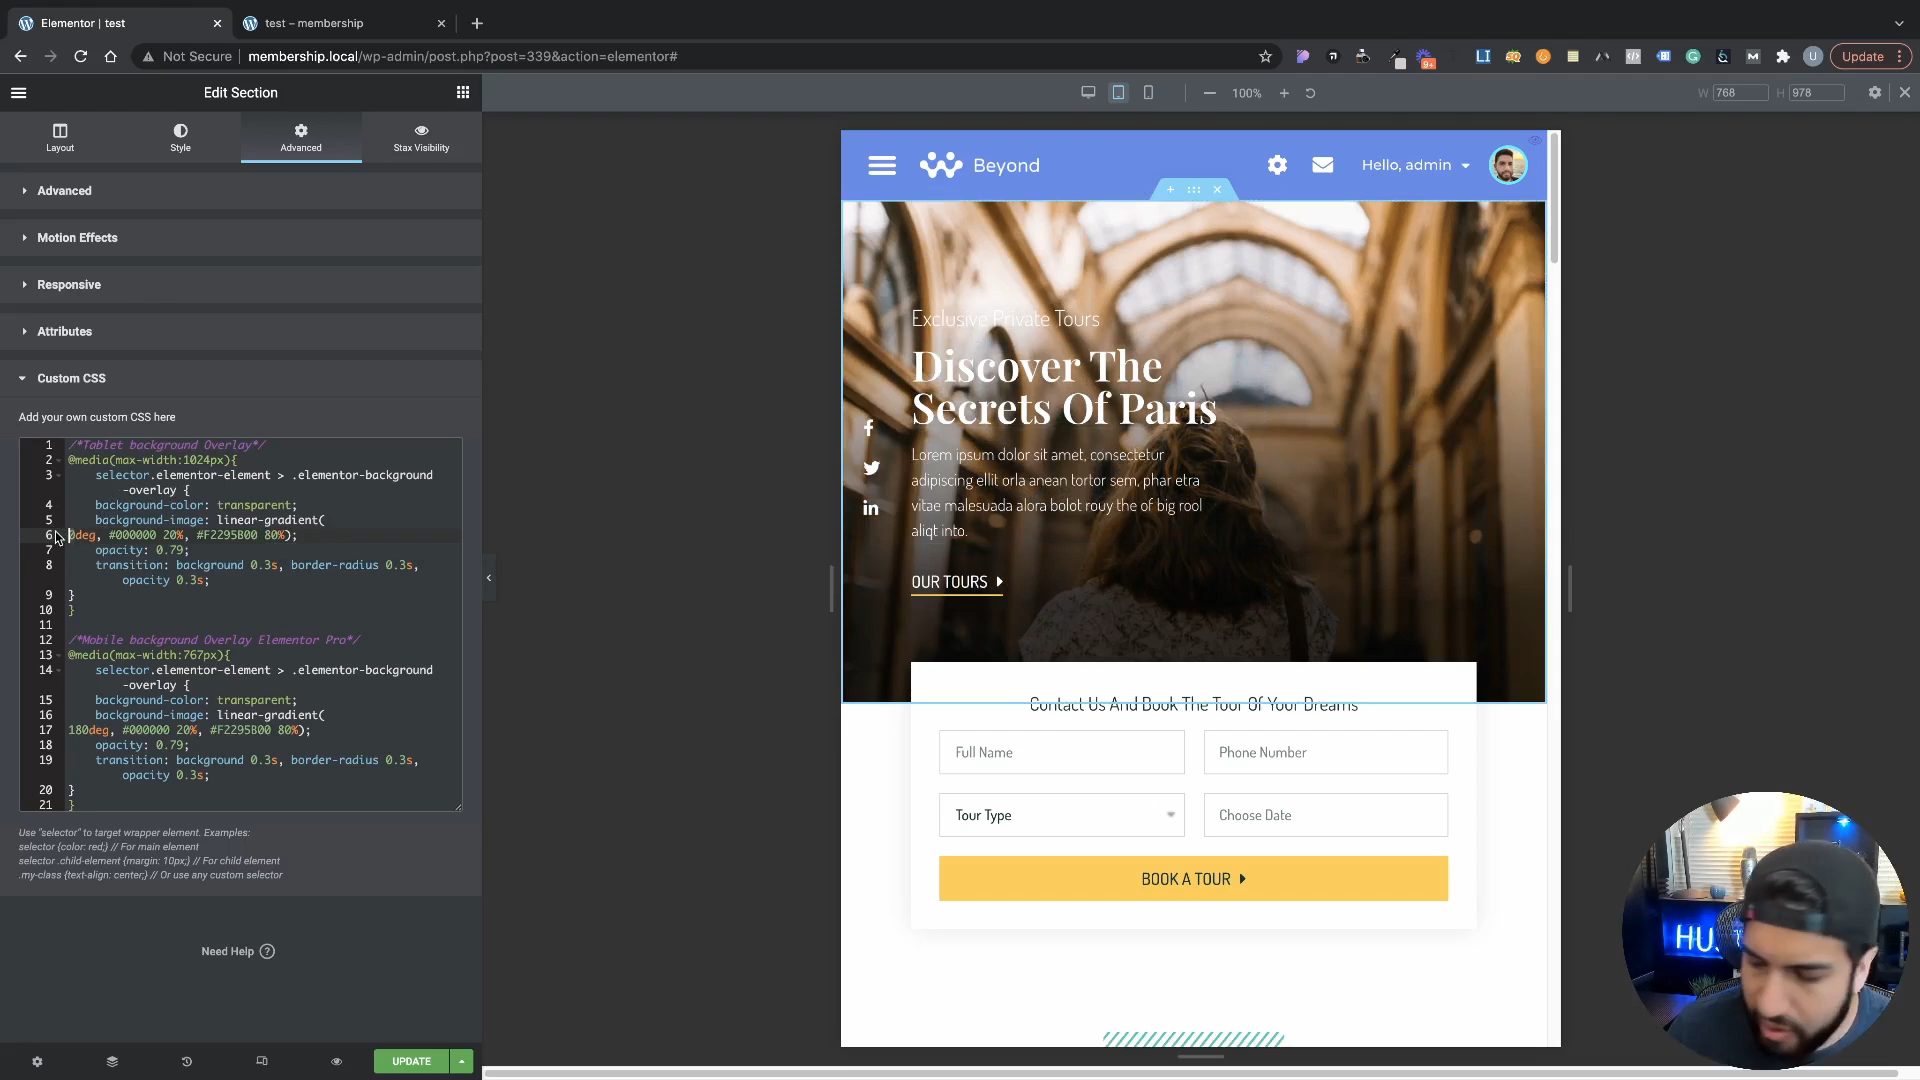 Elementor | test
test – membership
Not Secure
membership.local/wp-admin/post.php?post=339&action=elementor#
9+
LI
U
Update
Edit Section
100%
W 768
H 978
Layout
Style
Advanced
Stax Visibility
Advanced
Motion Effects
Responsive
Attributes
Custom CSS
Add your own custom CSS here
1 /*Tablet background Overlay*/
2 @media(max-width:1024px){
3 selector.elementor-element > .elementor-background
-overlay {
4 background-color: transparent;
5 background-image: linear-gradient(
6 0deg, #000000 20%, #F2295B00 80%);
7 opacity: 0.79;
8 transition: background 0.3s, border-radius 0.3s,
opacity 0.3s;
9 }
10 }
11
12 /*Mobile background Overlay Elementor Pro*/
13 @media(max-width:767px){
14 selector.elementor-element > .elementor-background
-overlay {
15 background-color: transparent;
16 background-image: linear-gradient(
17 180deg, #000000 20%, #F2295B00 80%);
18 opacity: 0.79;
19 transition: background 0.3s, border-radius 0.3s,
opacity 0.3s;
20 }
21 }
Use "selector" to target wrapper element. Examples:
selector {color: red;} // For main element
selector .child-element {margin: 10px;} // For child element
.my-class {text-align: center;} // Or use any custom selector
Need Help ?
UPDATE
Beyond
Hello, admin
Exclusive Private Tours
Discover The
Secrets Of Paris
Lorem ipsum dolor sit amet, consectetur
adipiscing ellit orla anean tortor sem, phar etra
vitae malesuada alora bolot rouy the of big rool
aliqt into.
OUR TOURS
Contact Us And Book The Tour Of Your Dreams
Full Name
Phone Number
Tour Type
Choose Date
BOOK A TOUR